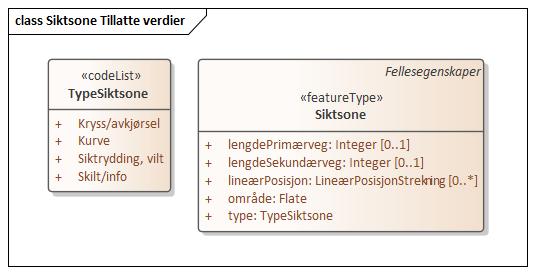 class Siktsone Tillatte verdier
«codeList»
TypeSiktsone
+ Kryss/avkjørsel
+ Kurve
+ Siktrydding, vilt
+ Skilt/info
Fellesegenskaper
«featureType»
Siktsone
+ lengdePrimærveg: Integer [0..1]
+ lengdeSekundærveg: Integer [0..1]
+ lineærPosisjon: LineærPosisjonStrekning [0..*]
+ område: Flate
+ type: TypeSiktsone